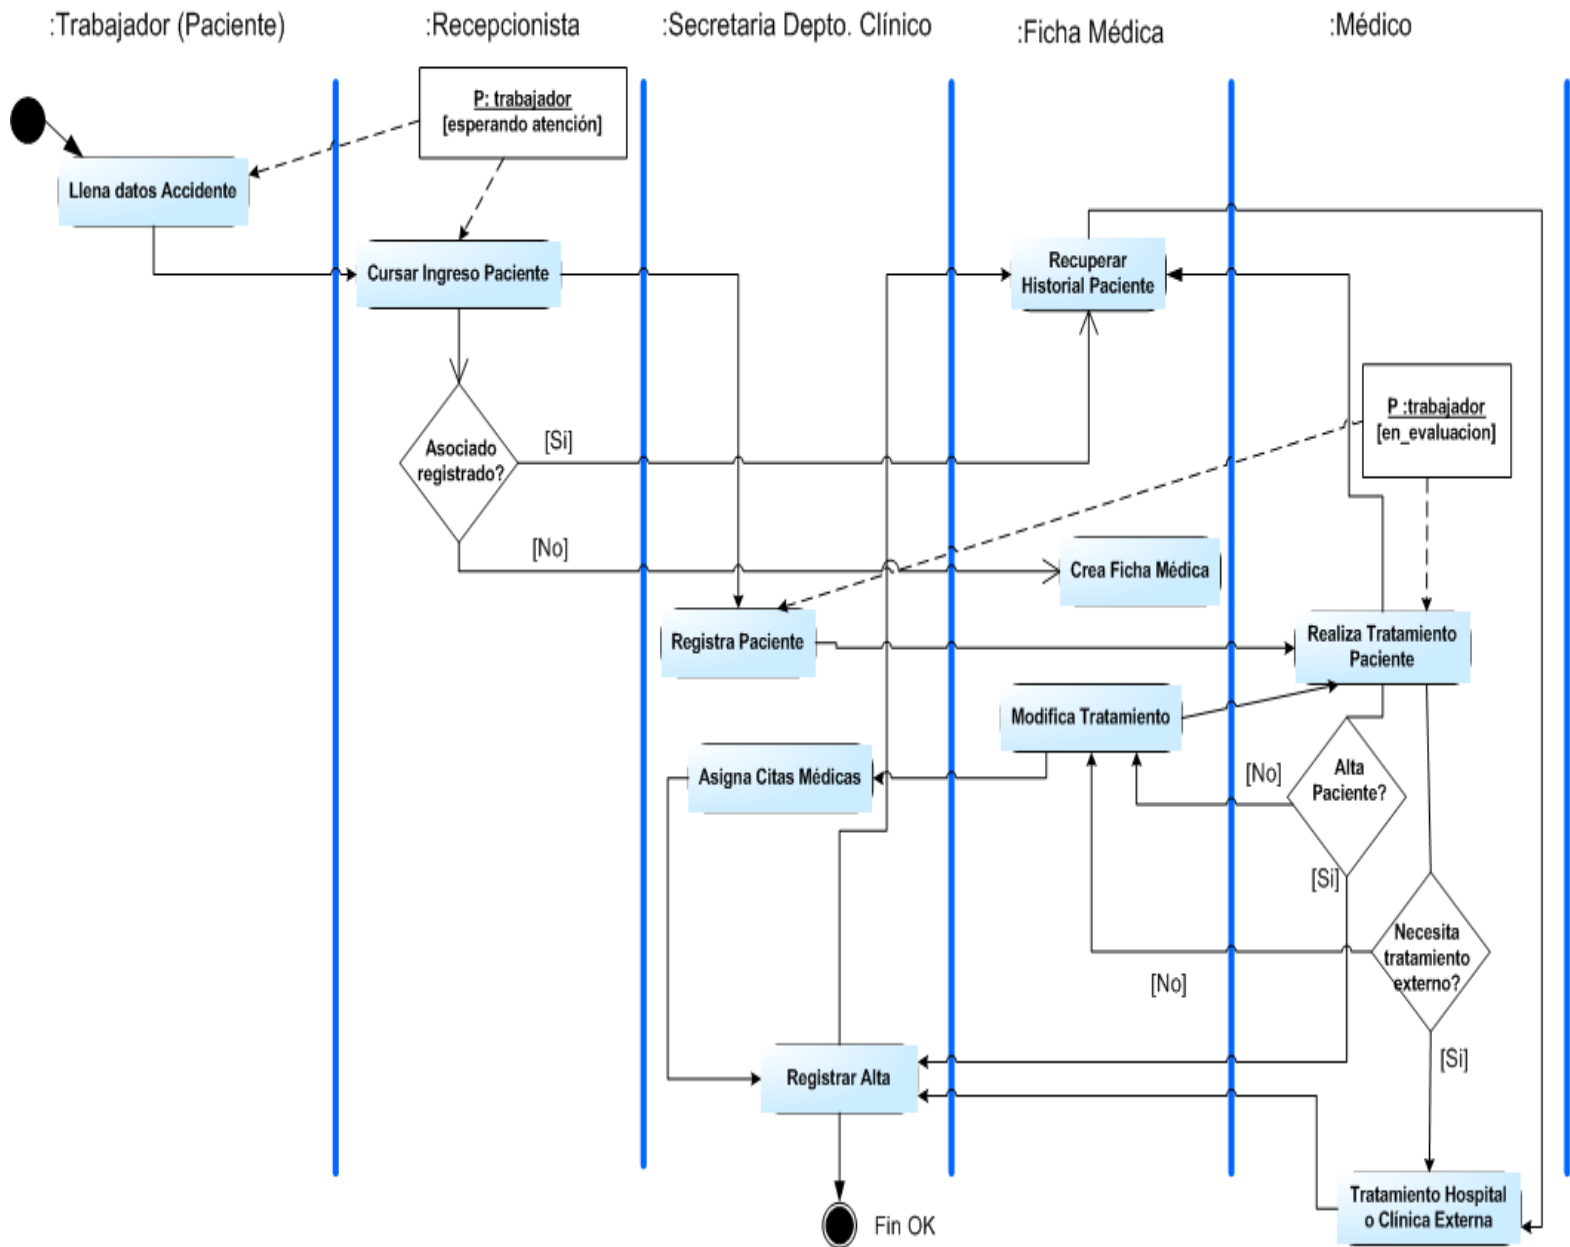 :Trabajador (Paciente)
:Recepcionista
:Secretaria Depto. Clínico
:Ficha Médica
:Médico
P: trabajador
[esperando atención]
Llena datos Accidente
Cursar Ingreso Paciente
Recuperar
Historial Paciente
P :trabajador
[en_evaluacion]
Asociado
registrado?
[Si]
[No]
Crea Ficha Médica
Registra Paciente
Realiza Tratamiento
Paciente
Modifica Tratamiento
Asigna Citas Médicas
[No]
Alta
Paciente?
[Si]
Necesita
tratamiento
externo?
[No]
[Si]
Registrar Alta
Tratamiento Hospital
o Clínica Externa
Fin OK